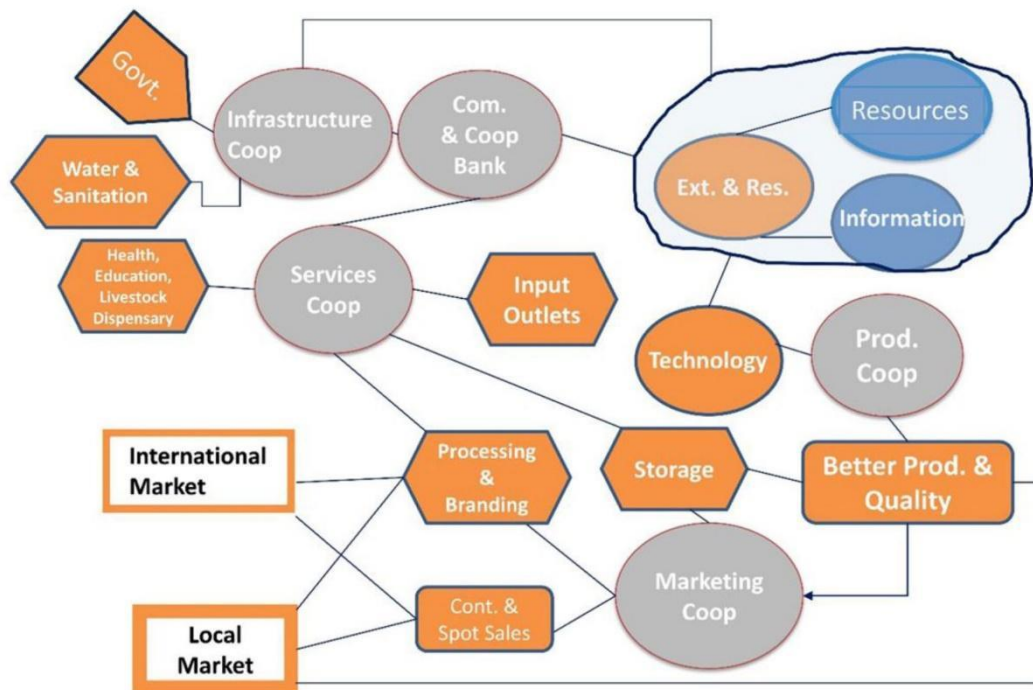 Govt.
Infrastructure
Coop
Com.
& Coop
Bank
Resources
Water &
Sanitation
Ext. & Res.
Information
Health,
Education,
Livestock
Dispensary
Services
Coop
Input
Outlets
Technology
Prod.
Coop
International
Market
Processing
&
Branding
Storage
Better Prod. &
Quality
Marketing
Coop
Cont. &
Spot Sales
Local
Market